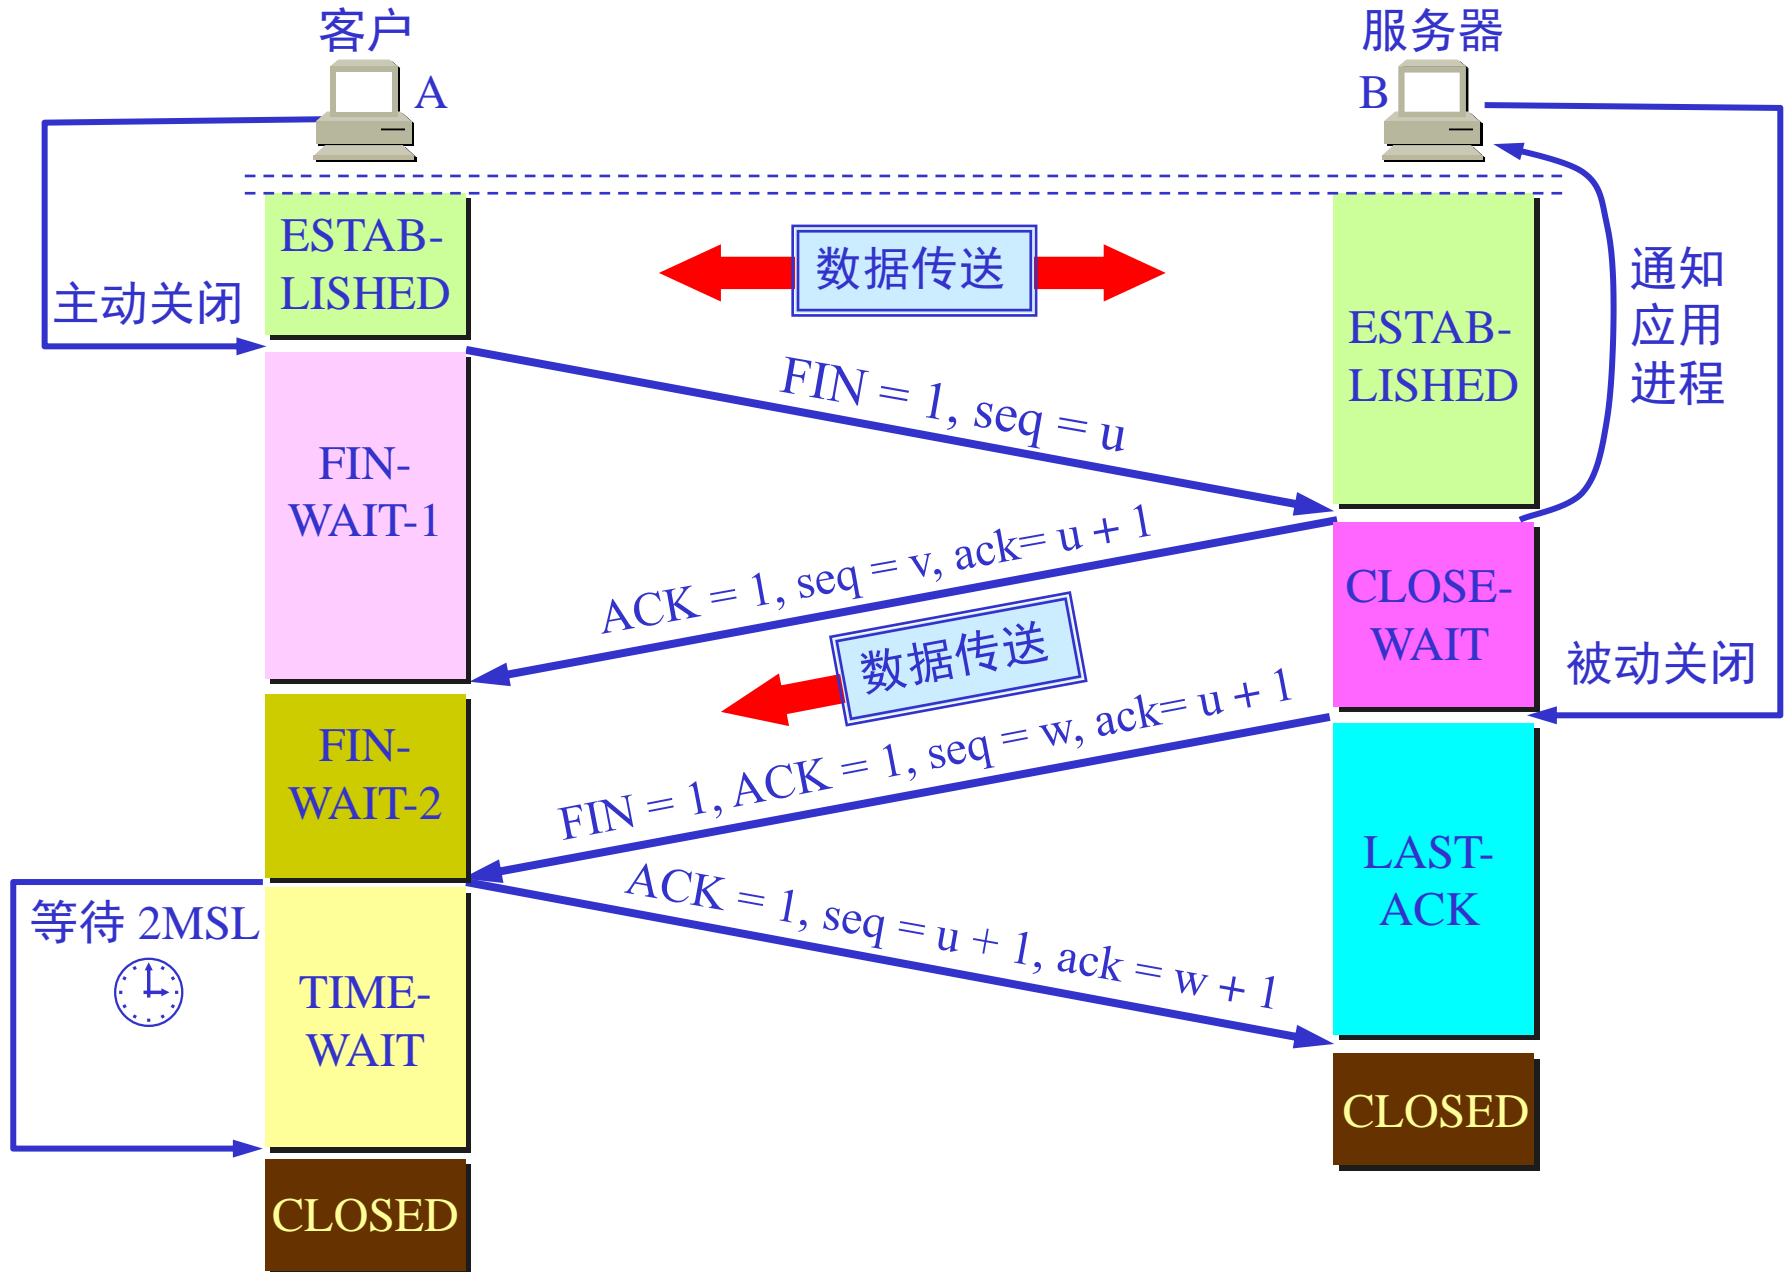 客户
服务器
A
B
ESTAB-
LISHED
数据传送
主动关闭
ESTAB-
LISHED
通知
应用
进程
FIN = 1, seq = u
FIN-
WAIT-1
ACK = 1, seq = v, ack= u + 1
CLOSE-
WAIT
数据传送
被动关闭
FIN-
WAIT-2
FIN = 1, ACK = 1, seq = w, ack= u + 1
LAST-
ACK
等待 2MSL
ACK = 1, seq = u + 1, ack = w + 1
TIME-
WAIT
CLOSED
CLOSED